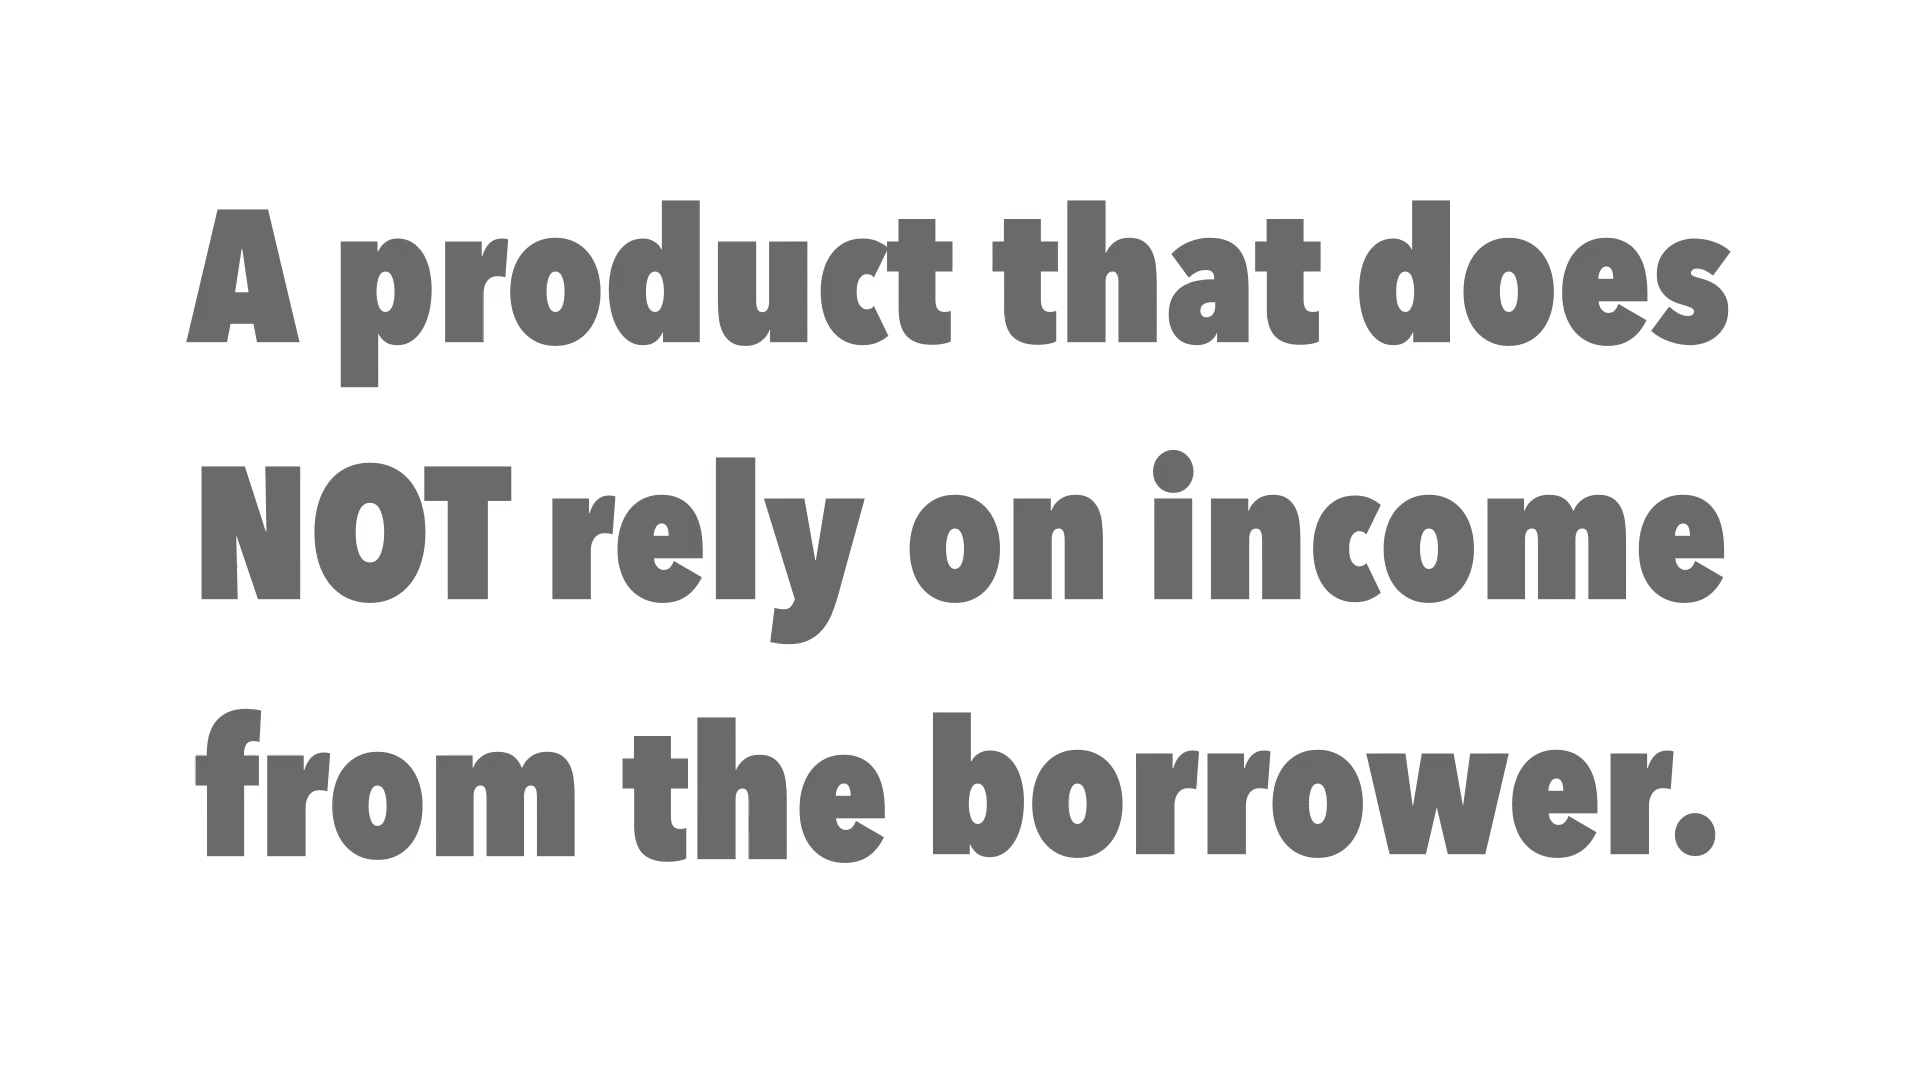 A product that does
NOT rely on income
from the borrower.